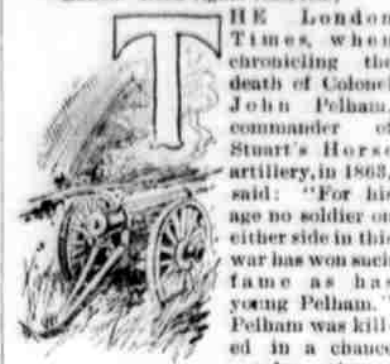 THE London
Times, when
chronicling the
death of Colonel
John Pelham,
commander o
Stuart's Horse
artillery, in 1863,
said: "For his
age no soldier on
either side in this
war has won such
fame as has
young Pelham.
Pelham was kill-
ed in a chance